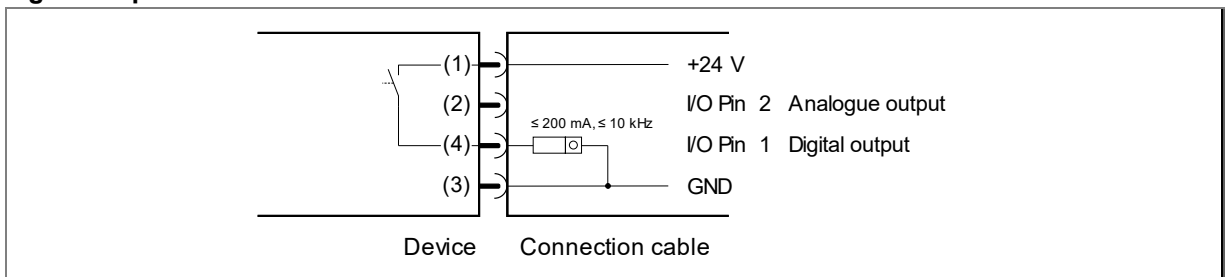 (1) +24 V
(2) I/O Pin 2 Analogue output
≤ 200 mA, ≤ 10 kHz
(4) I/O Pin 1 Digital output
(3) GND
Device Connection cable